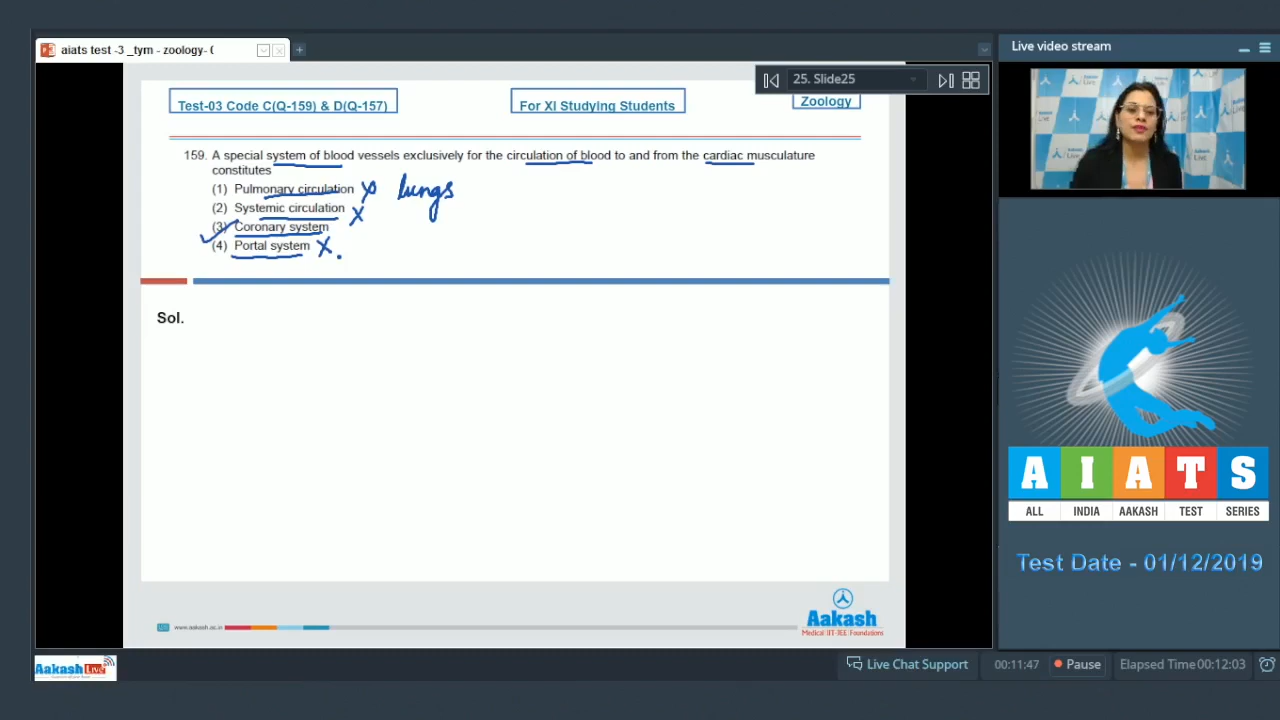 aiats test -3 _tym - zoology- (
Live video stream
25. Slide25
Test-03 Code C(Q-159) & D(Q-157)
For XI Studying Students
Zoology
159. A special system of blood vessels exclusively for the circulation of blood to and from the cardiac musculature
constitutes
(1) Pulmonary circulation x lungs
(2) Systemic circulation x
(3) Coronary system
(4) Portal system x.
Sol.
A I A T S
ALL INDIA AAKASH TEST SERIES
Test Date - 01/12/2019
www.aakash.ac.in
Aakash
Medical | IIT-JEE | Foundations
Aakash Live
Live Chat Support
00:11:47
Pause
Elapsed Time 00:12:03